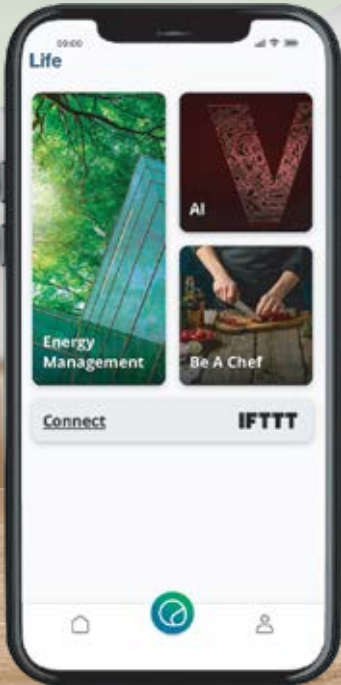 09:00
Life
AI
Energy
Management
Be A Chef
Connect
IFTTT